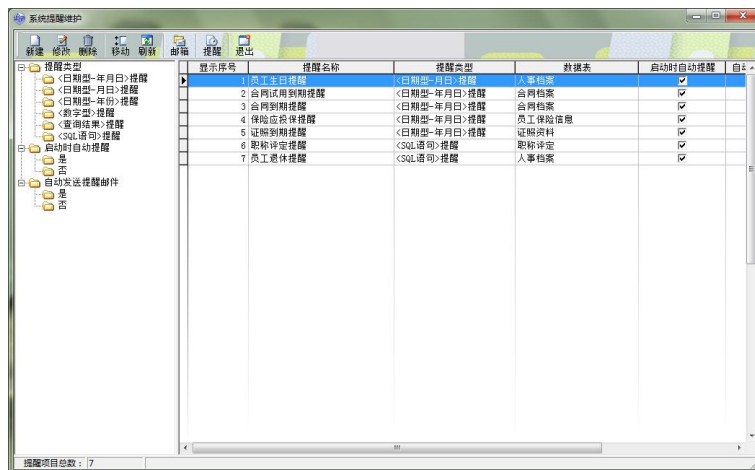 系统提醒维护
新建 修改 删除 移动 刷新 邮箱 提醒 退出
提醒类型
<日期型-年月日>提醒
<日期型-月日>提醒
<日期型-年份>提醒
<数字型>提醒
<查询结果>提醒
<SQL语句>提醒
启动时自动提醒
是
否
自动发送提醒邮件
是
否
显示序号 提醒名称 提醒类型 数据表 启动时自动提醒
1 员工生日提醒 <日期型-月日>提醒 人事档案
2 合同试用到期提醒 <日期型-年月日>提醒 合同档案
3 合同到期提醒 <日期型-年月日>提醒 合同档案
4 保险应投保提醒 <日期型-年月日>提醒 员工保险信息
5 证照到期提醒 <日期型-年月日>提醒 证照资料
6 职称评定提醒 <SQL语句>提醒 职称评定
7 员工退休提醒 <SQL语句>提醒 人事档案
提醒项目总数: 7